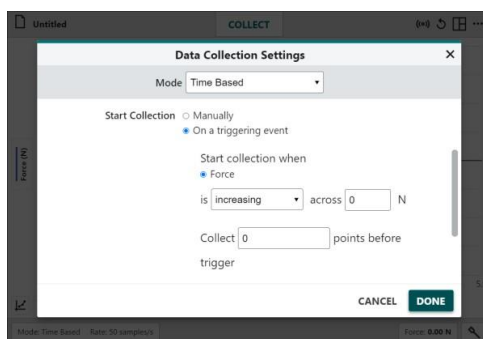 Untitled
COLLECT
Data Collection Settings
×
Mode Time Based
Start Collection Manually
On a triggering event
Start collection when
Force
is increasing across 0 N
Collect 0 points before
trigger
Force (N)
CANCEL DONE
Mode: Time Based Rate: 50 samples/s Force: 0.00 N